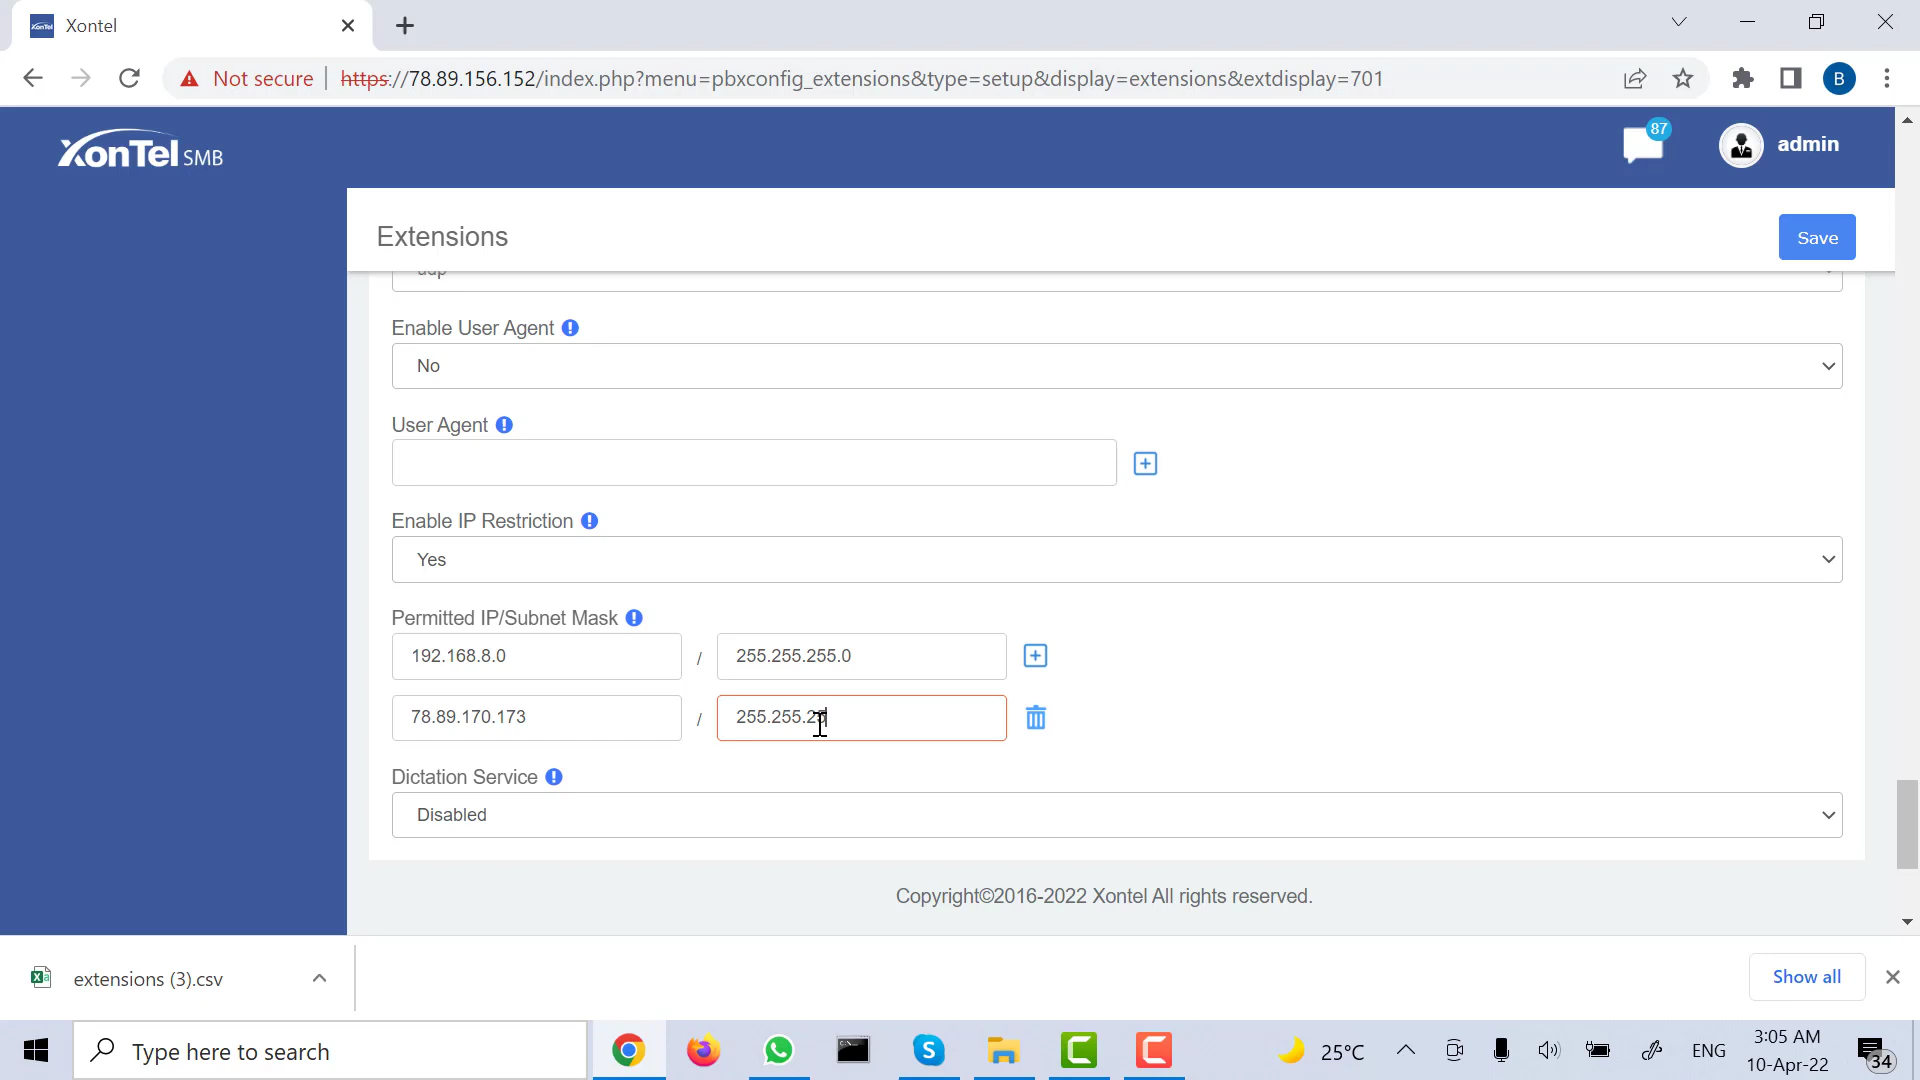 Xontel
Not secure
https://78.89.156.152/index.php?menu=pbxconfig_extensions&type=setup&display=extensions&extdisplay=701
B
XonTel SMB
87
admin
Extensions
Save
udp
Enable User Agent
No
User Agent
Enable IP Restriction
Yes
Permitted IP/Subnet Mask
192.168.8.0 / 255.255.255.0
78.89.170.173 / 255.255.25
Dictation Service
Disabled
Copyright©2016-2022 Xontel All rights reserved.
extensions (3).csv
Show all
Type here to search
25°C
ENG
3:05 AM
10-Apr-22
34